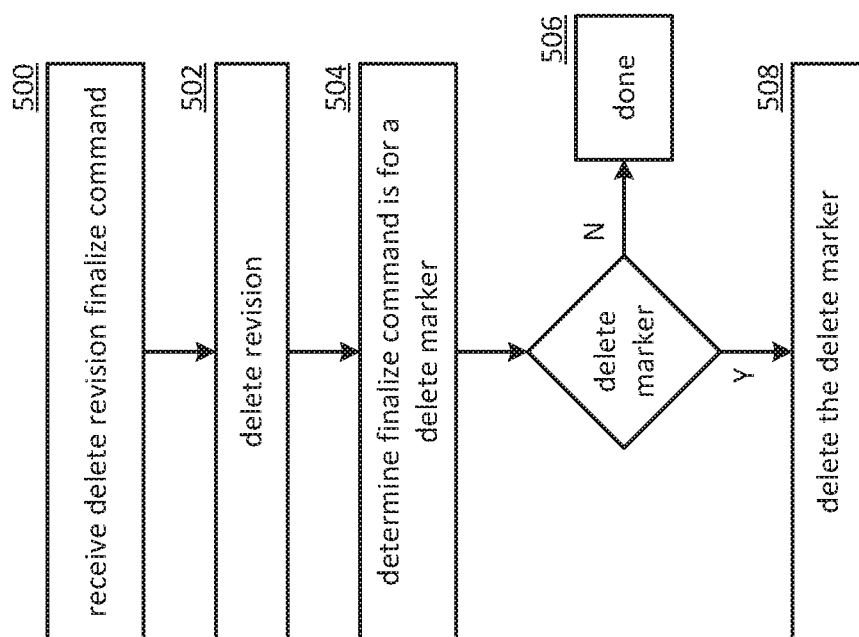 500
receive delete revision finalize command
502
delete revision
504
determine finalize command is for a
delete marker
delete
marker
N
506
done
Y
508
delete the delete marker